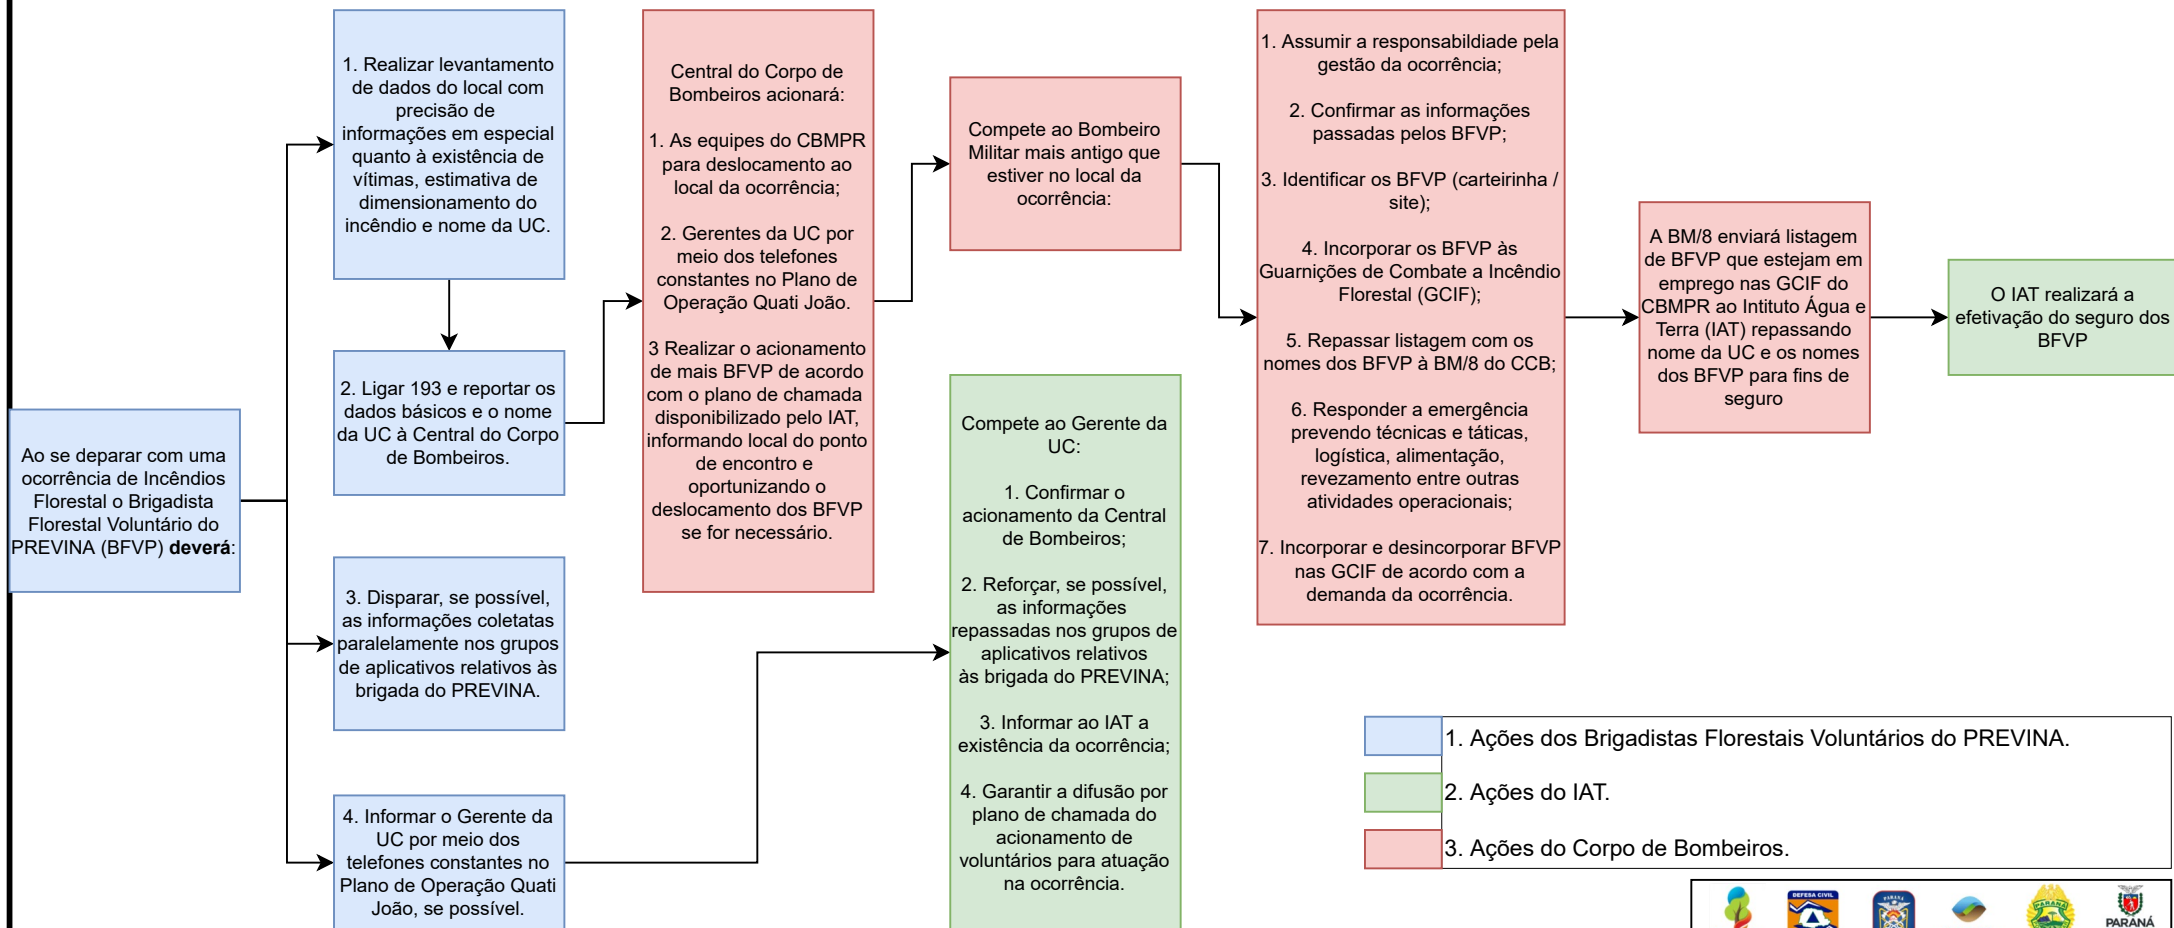 Ao se deparar com uma
ocorrência de Incêndios
Florestal o Brigadista
Florestal Voluntário do
PREVINA (BFVP) deverá:
1. Realizar levantamento
de dados do local com
precisão de
informações em especial
quanto à existência de
vítimas, estimativa de
dimensionamento do
incêndio e nome da UC.
2. Ligar 193 e reportar os
dados básicos e o nome
da UC à Central do Corpo
de Bombeiros.
3. Disparar, se possível,
as informações coletatas
paralelamente nos grupos
de aplicativos relativos às
brigada do PREVINA.
4. Informar o Gerente da
UC por meio dos
telefones constantes no
Plano de Operação Quati
João, se possível.
Central do Corpo de
Bombeiros acionará:
1. As equipes do CBMPR
para deslocamento ao
local da ocorrência;
2. Gerentes da UC por
meio dos telefones
constantes no Plano de
Operação Quati João.
3 Realizar o acionamento
de mais BFVP de acordo
com o plano de chamada
disponibilizado pelo IAT,
informando local do ponto
de encontro e
oportunizando o
deslocamento dos BFVP
se for necessário.
Compete ao Bombeiro
Militar mais antigo que
estiver no local da
ocorrência:
Compete ao Gerente da
UC:
1. Confirmar o
acionamento da Central
de Bombeiros;
2. Reforçar, se possível,
as informações
repassadas nos grupos de
aplicativos relativos
às brigada do PREVINA;
3. Informar ao IAT a
existência da ocorrência;
4. Garantir a difusão por
plano de chamada do
acionamento de
voluntários para atuação
na ocorrência.
1. Assumir a responsabildiade pela
gestão da ocorrência;
2. Confirmar as informações
passadas pelos BFVP;
3. Identificar os BFVP (carteirinha /
site);
4. Incorporar os BFVP às
Guarnições de Combate a Incêndio
Florestal (GCIF);
5. Repassar listagem com os
nomes dos BFVP à BM/8 do CCB;
6. Responder a emergência
prevendo técnicas e táticas,
logística, alimentação,
revezamento entre outras
atividades operacionais;
7. Incorporar e desincorporar BFVP
nas GCIF de acordo com a
demanda da ocorrência.
A BM/8 enviará listagem
de BFVP que estejam em
emprego nas GCIF do
CBMPR ao Intituto Água e
Terra (IAT) repassando
nome da UC e os nomes
dos BFVP para fins de
seguro
O IAT realizará a
efetivação do seguro dos
BFVP
1. Ações dos Brigadistas Florestais Voluntários do PREVINA.
2. Ações do IAT.
3. Ações do Corpo de Bombeiros.
DEFESA CIVIL
PARANÁ
PARANÁ
PARANÁ